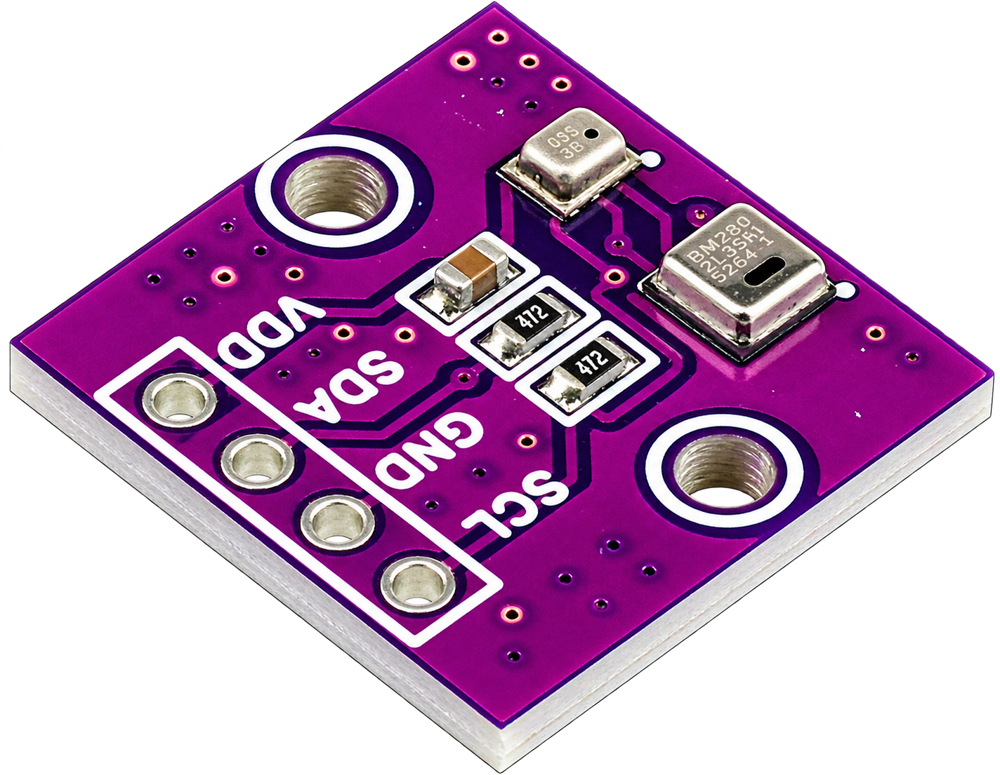 OSS
3B
BM280
2L3SH1
5264-1
472
472
VDD
SDA
GND
SCL